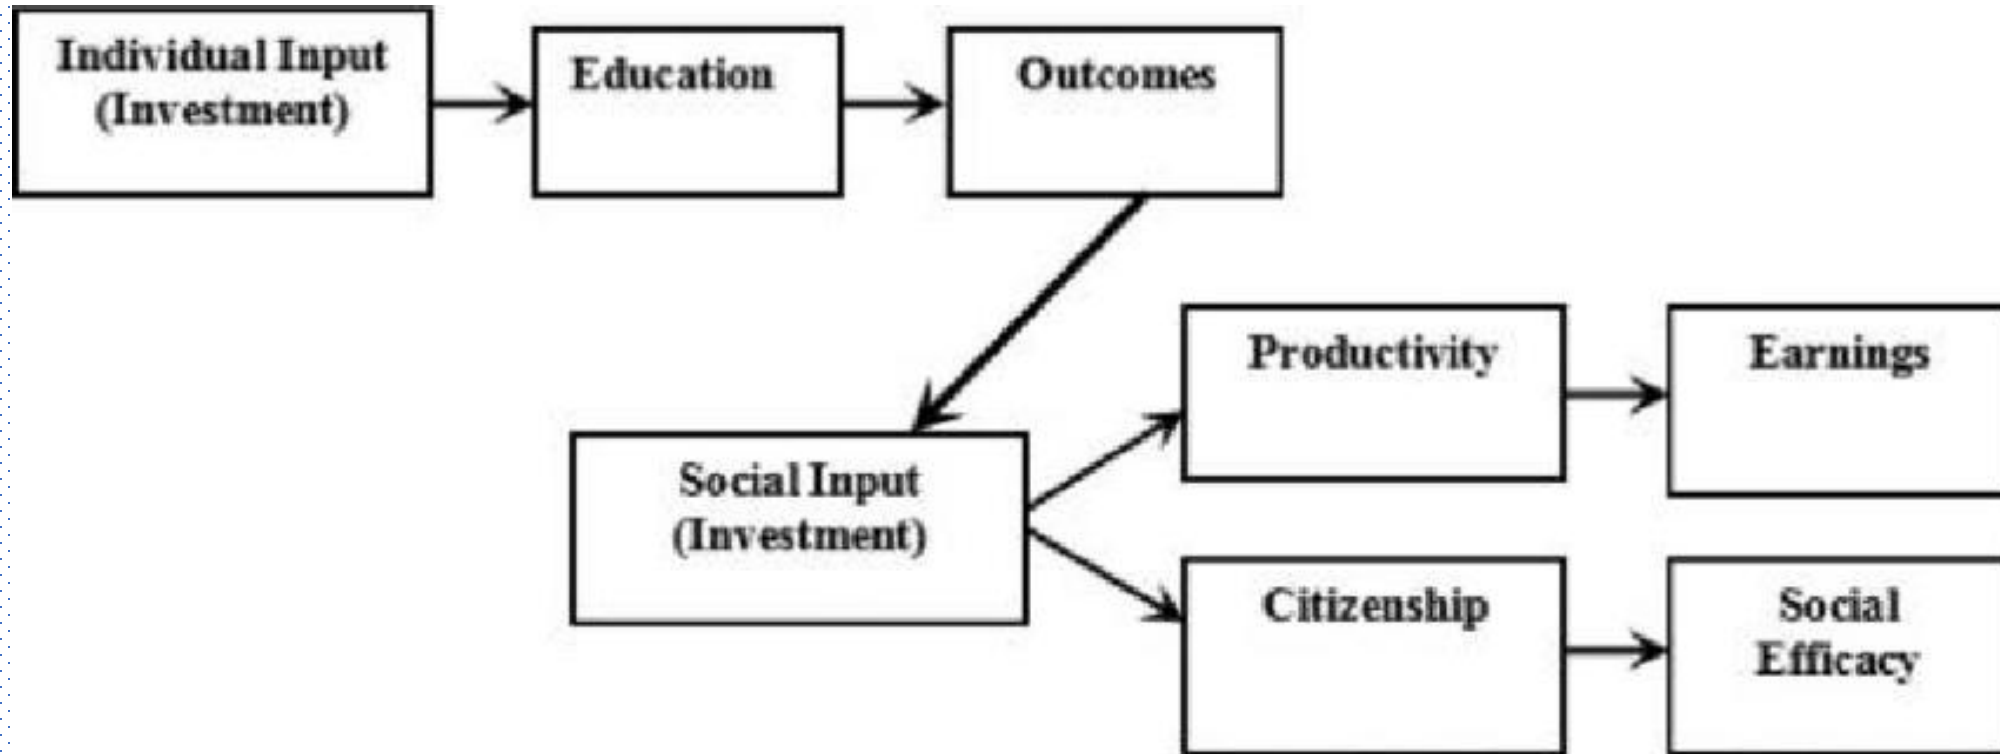 Individual Input
(Investment)
Education
Outcomes
Productivity
Earnings
Social Input
(Investment)
Citizenship
Social
Efficacy